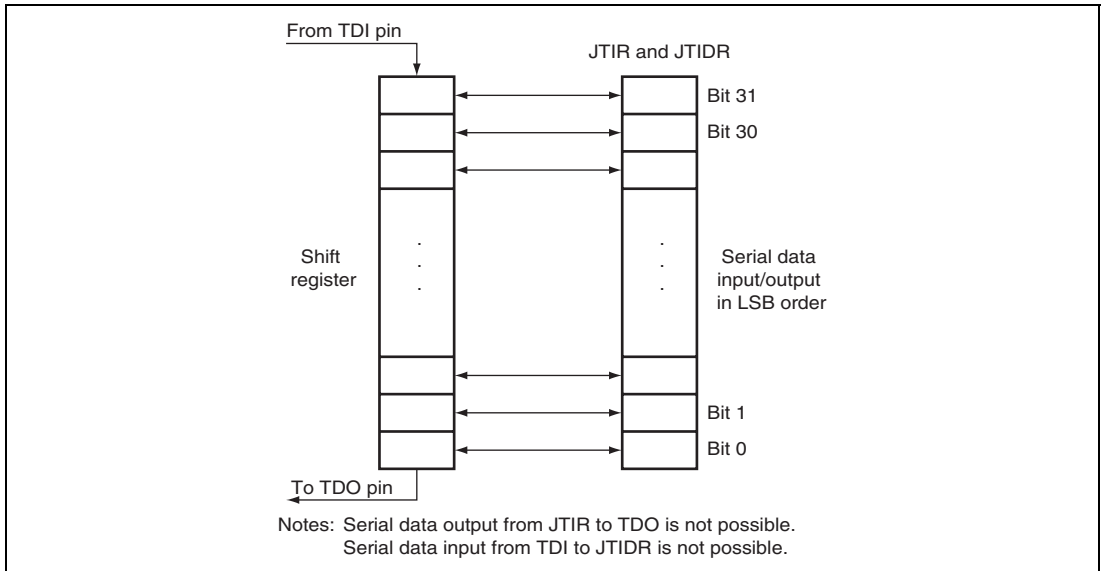 From TDI pin
JTIR and JTIDR
Bit 31
Bit 30
.
.
.
.
.
.
Shift
register
Serial data
input/output
in LSB order
Bit 1
Bit 0
To TDO pin
Notes: Serial data output from JTIR to TDO is not possible.
Serial data input from TDI to JTIDR is not possible.